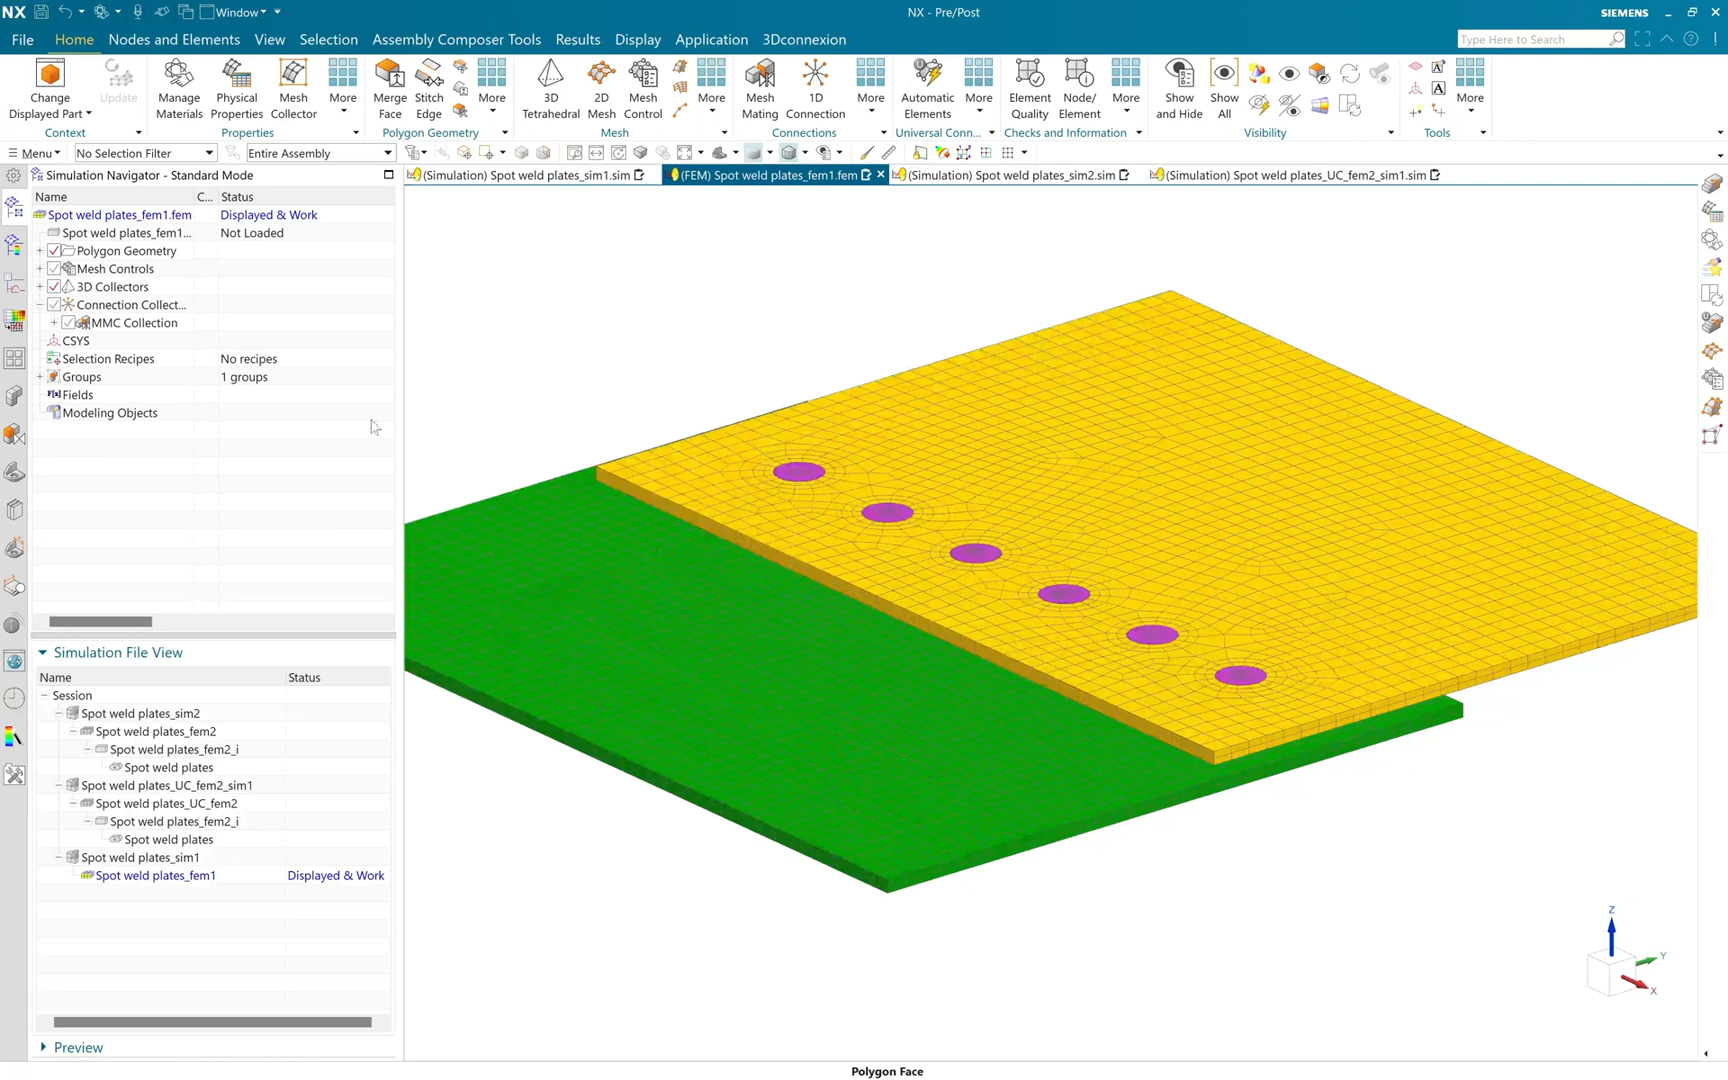 NX Window NX - Pre/Post SIEMENS
File Home Nodes and Elements View Selection Assembly Composer Tools Results Display Application 3Dconnexion Type Here to Search
Change Displayed Part
Update
Manage Materials
Physical Properties
Mesh Collector
More
Merge Face
Stitch Edge
More
3D Tetrahedral
2D Mesh
Mesh Control
More
Mesh Mating
1D Connection
More
Automatic Elements
More
Element Quality
Node/ Element
More
Show and Hide
Show All
More
Context Properties Polygon Geometry Mesh Connections Universal Conn... Checks and Information Visibility Tools
Menu No Selection Filter Entire Assembly
Simulation Navigator - Standard Mode
(Simulation) Spot weld plates_sim1.sim (FEM) Spot weld plates_fem1.fem (Simulation) Spot weld plates_sim2.sim (Simulation) Spot weld plates_UC_fem2_sim1.sim
Name C... Status
Spot weld plates_fem1.fem Displayed & Work
Spot weld plates_fem1... Not Loaded
Polygon Geometry
Mesh Controls
3D Collectors
Connection Collect...
MMC Collection
CSYS
Selection Recipes No recipes
Groups 1 groups
Fields
Modeling Objects
Simulation File View
Name Status
Session
Spot weld plates_sim2
Spot weld plates_fem2
Spot weld plates_fem2_i
Spot weld plates
Spot weld plates_UC_fem2_sim1
Spot weld plates_UC_fem2
Spot weld plates_fem2_i
Spot weld plates
Spot weld plates_sim1
Spot weld plates_fem1 Displayed & Work
Preview
Z
Y
X
Polygon Face